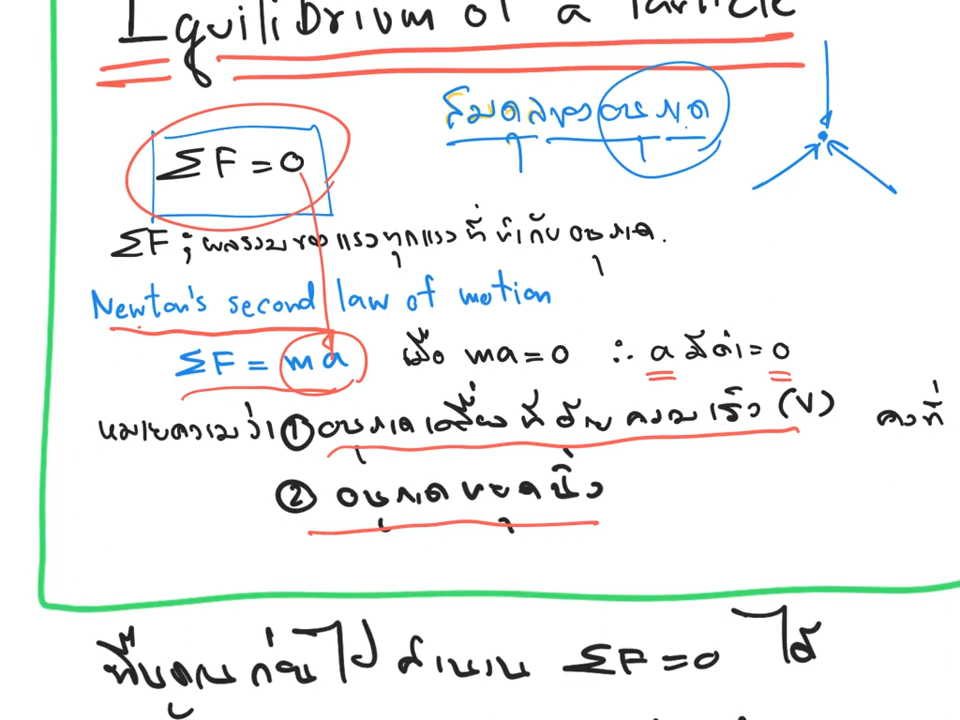 Equilibrium of a Particle
สมดุลของอนุภาค
ΣF = 0
ΣF ; ผลรวมของแรงทุกแรงที่ทำกับอนุภาค.
Newton's second law of motion
ΣF = ma เมื่อ ma = 0 ∴ a มีค่า = 0
หมายความว่า ① อนุภาคเคลื่อนที่ด้วยความเร็ว (V) คงที่
② อนุภาคหยุดนิ่ง
ก่อนไป ΣF = 0 ได้